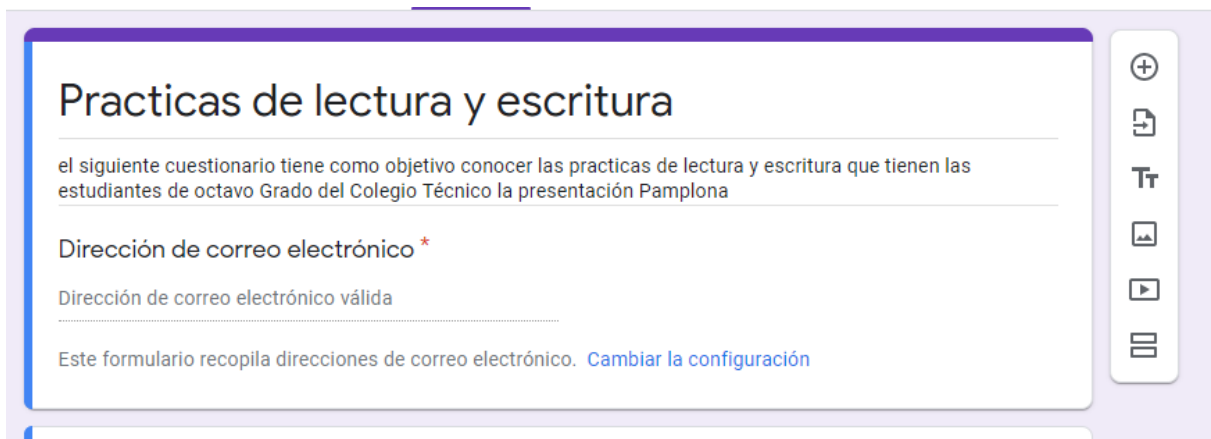 Practicas de lectura y escritura
el siguiente cuestionario tiene como objetivo conocer las practicas de lectura y escritura que tienen las
estudiantes de octavo Grado del Colegio Técnico la presentación Pamplona
Dirección de correo electrónico *
Dirección de correo electrónico válida
Este formulario recopila direcciones de correo electrónico. Cambiar la configuración
Tт